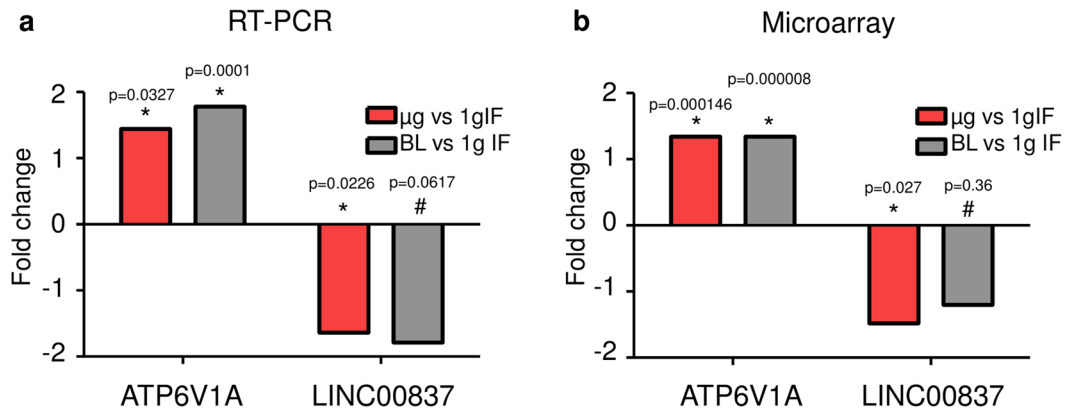 a
RT-PCR
Fold change
2
1
0
-1
-2
p=0.0327
*
p=0.0001
*
µg vs 1gIF
BL vs 1g IF
p=0.0226
*
p=0.0617
#
ATP6V1A
LINC00837
b
Microarray
Fold change
2
1
0
-1
-2
p=0.000146
*
p=0.000008
*
µg vs 1gIF
BL vs 1g IF
p=0.027
*
p=0.36
#
ATP6V1A
LINC00837